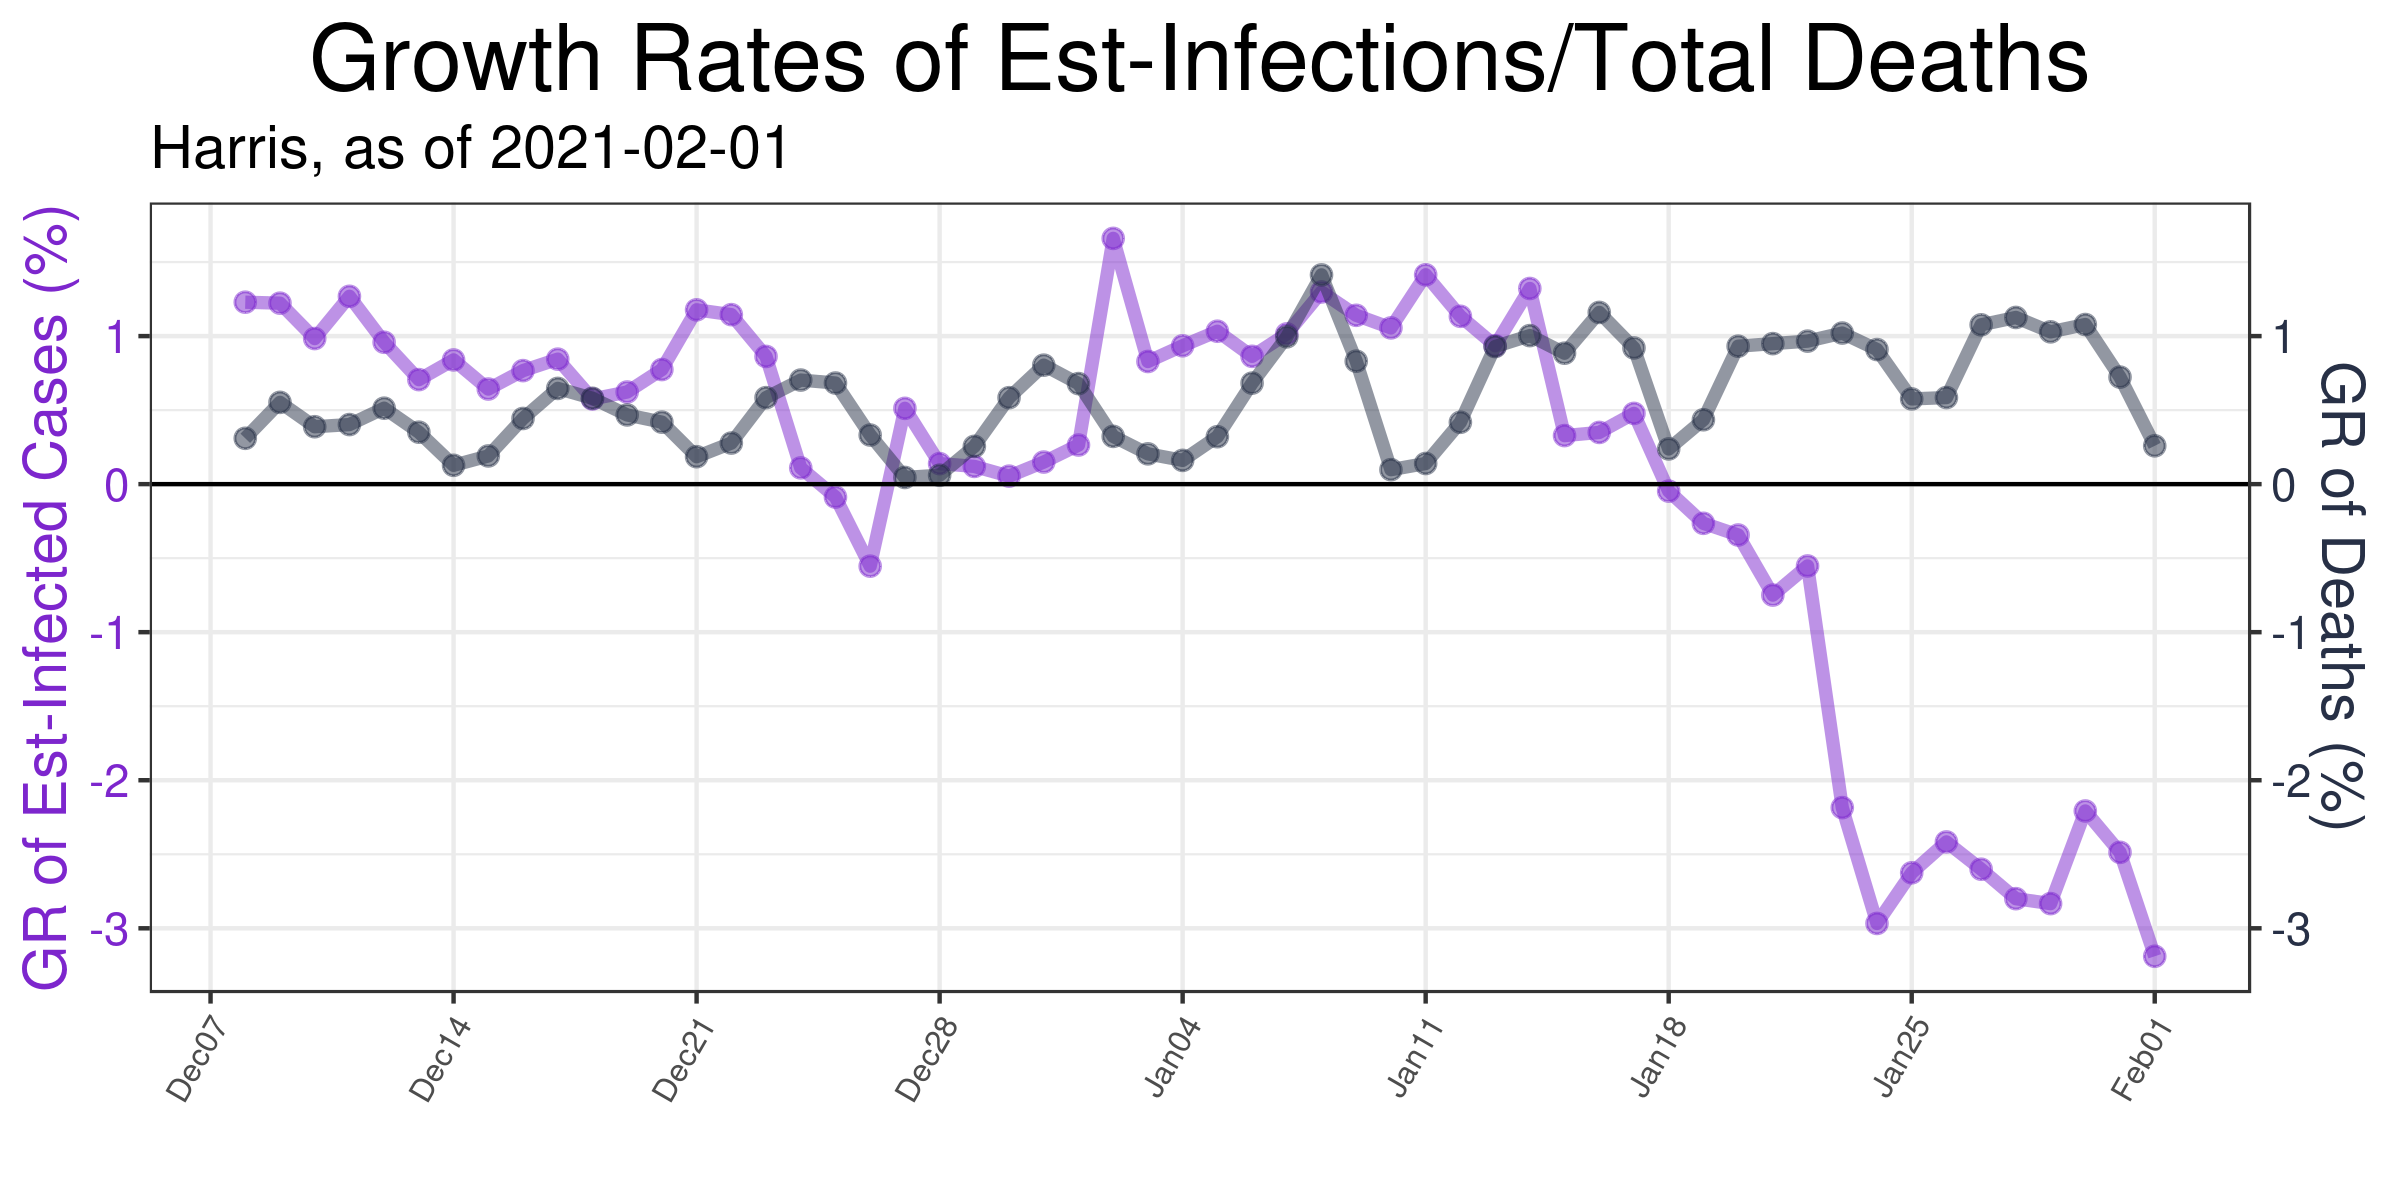 Growth Rates of Est-Infections/Total Deaths
Harris, as of 2021-02-01
GR of Est-Infected Cases (%)
1
0
-1
-2
-3
1
0
-1
-2
-3
GR of Deaths (%)
Dec07
Dec14
Dec21
Dec28
Jan04
Jan11
Jan18
Jan25
Feb01